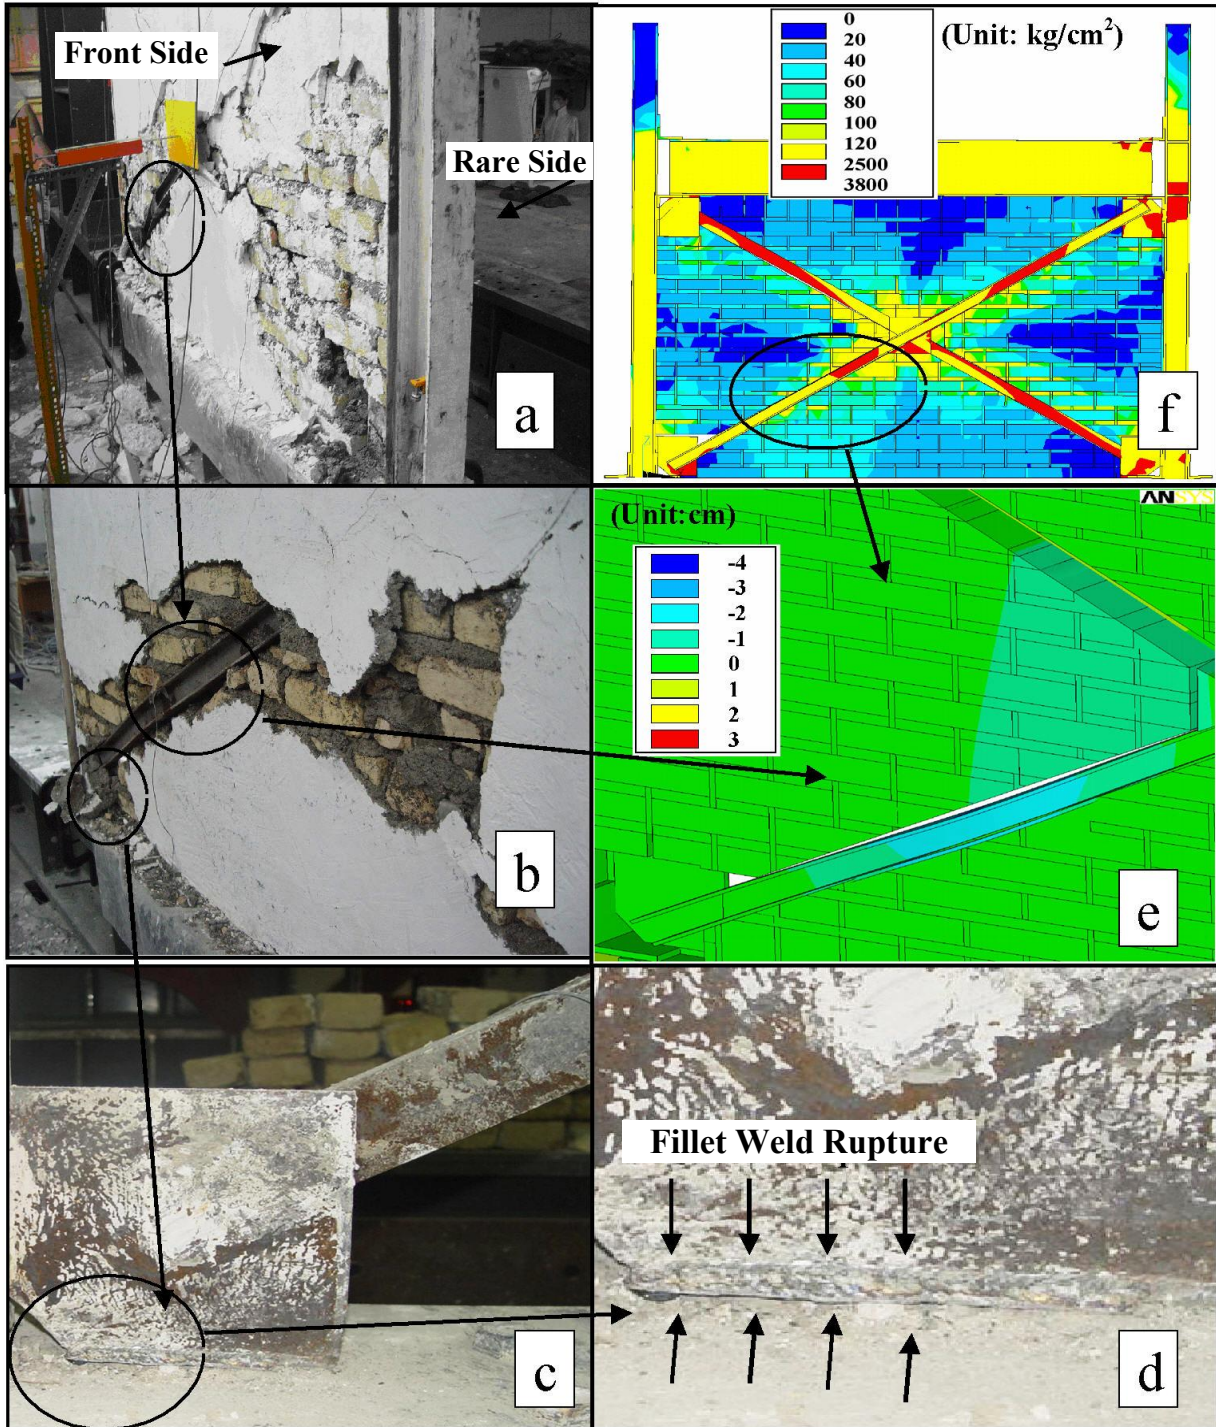 Front Side
Rare Side
a
0
20
40
60
80
100
120
2500
3800
(Unit: kg/cm²)
f
b
(Unit:cm)
-4
-3
-2
-1
0
1
2
3
ANSYS
e
c
Fillet Weld Rupture
d